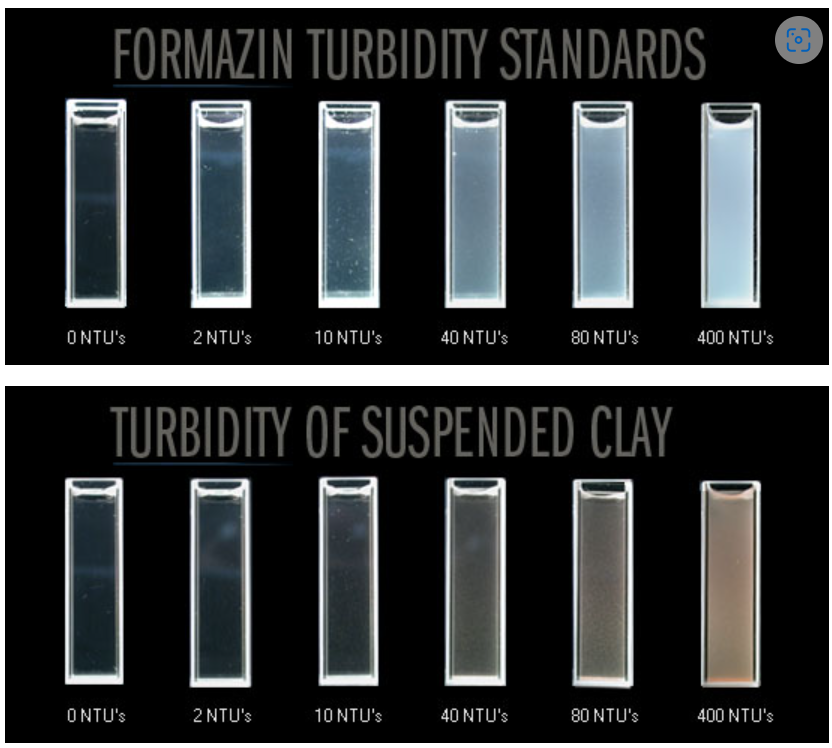 FORMAZIN TURBIDITY STANDARDS
0 NTU's 2 NTU's 10 NTU's 40 NTU's 80 NTU's 400 NTU's
TURBIDITY OF SUSPENDED CLAY
0 NTU's 2 NTU's 10 NTU's 40 NTU's 80 NTU's 400 NTU's